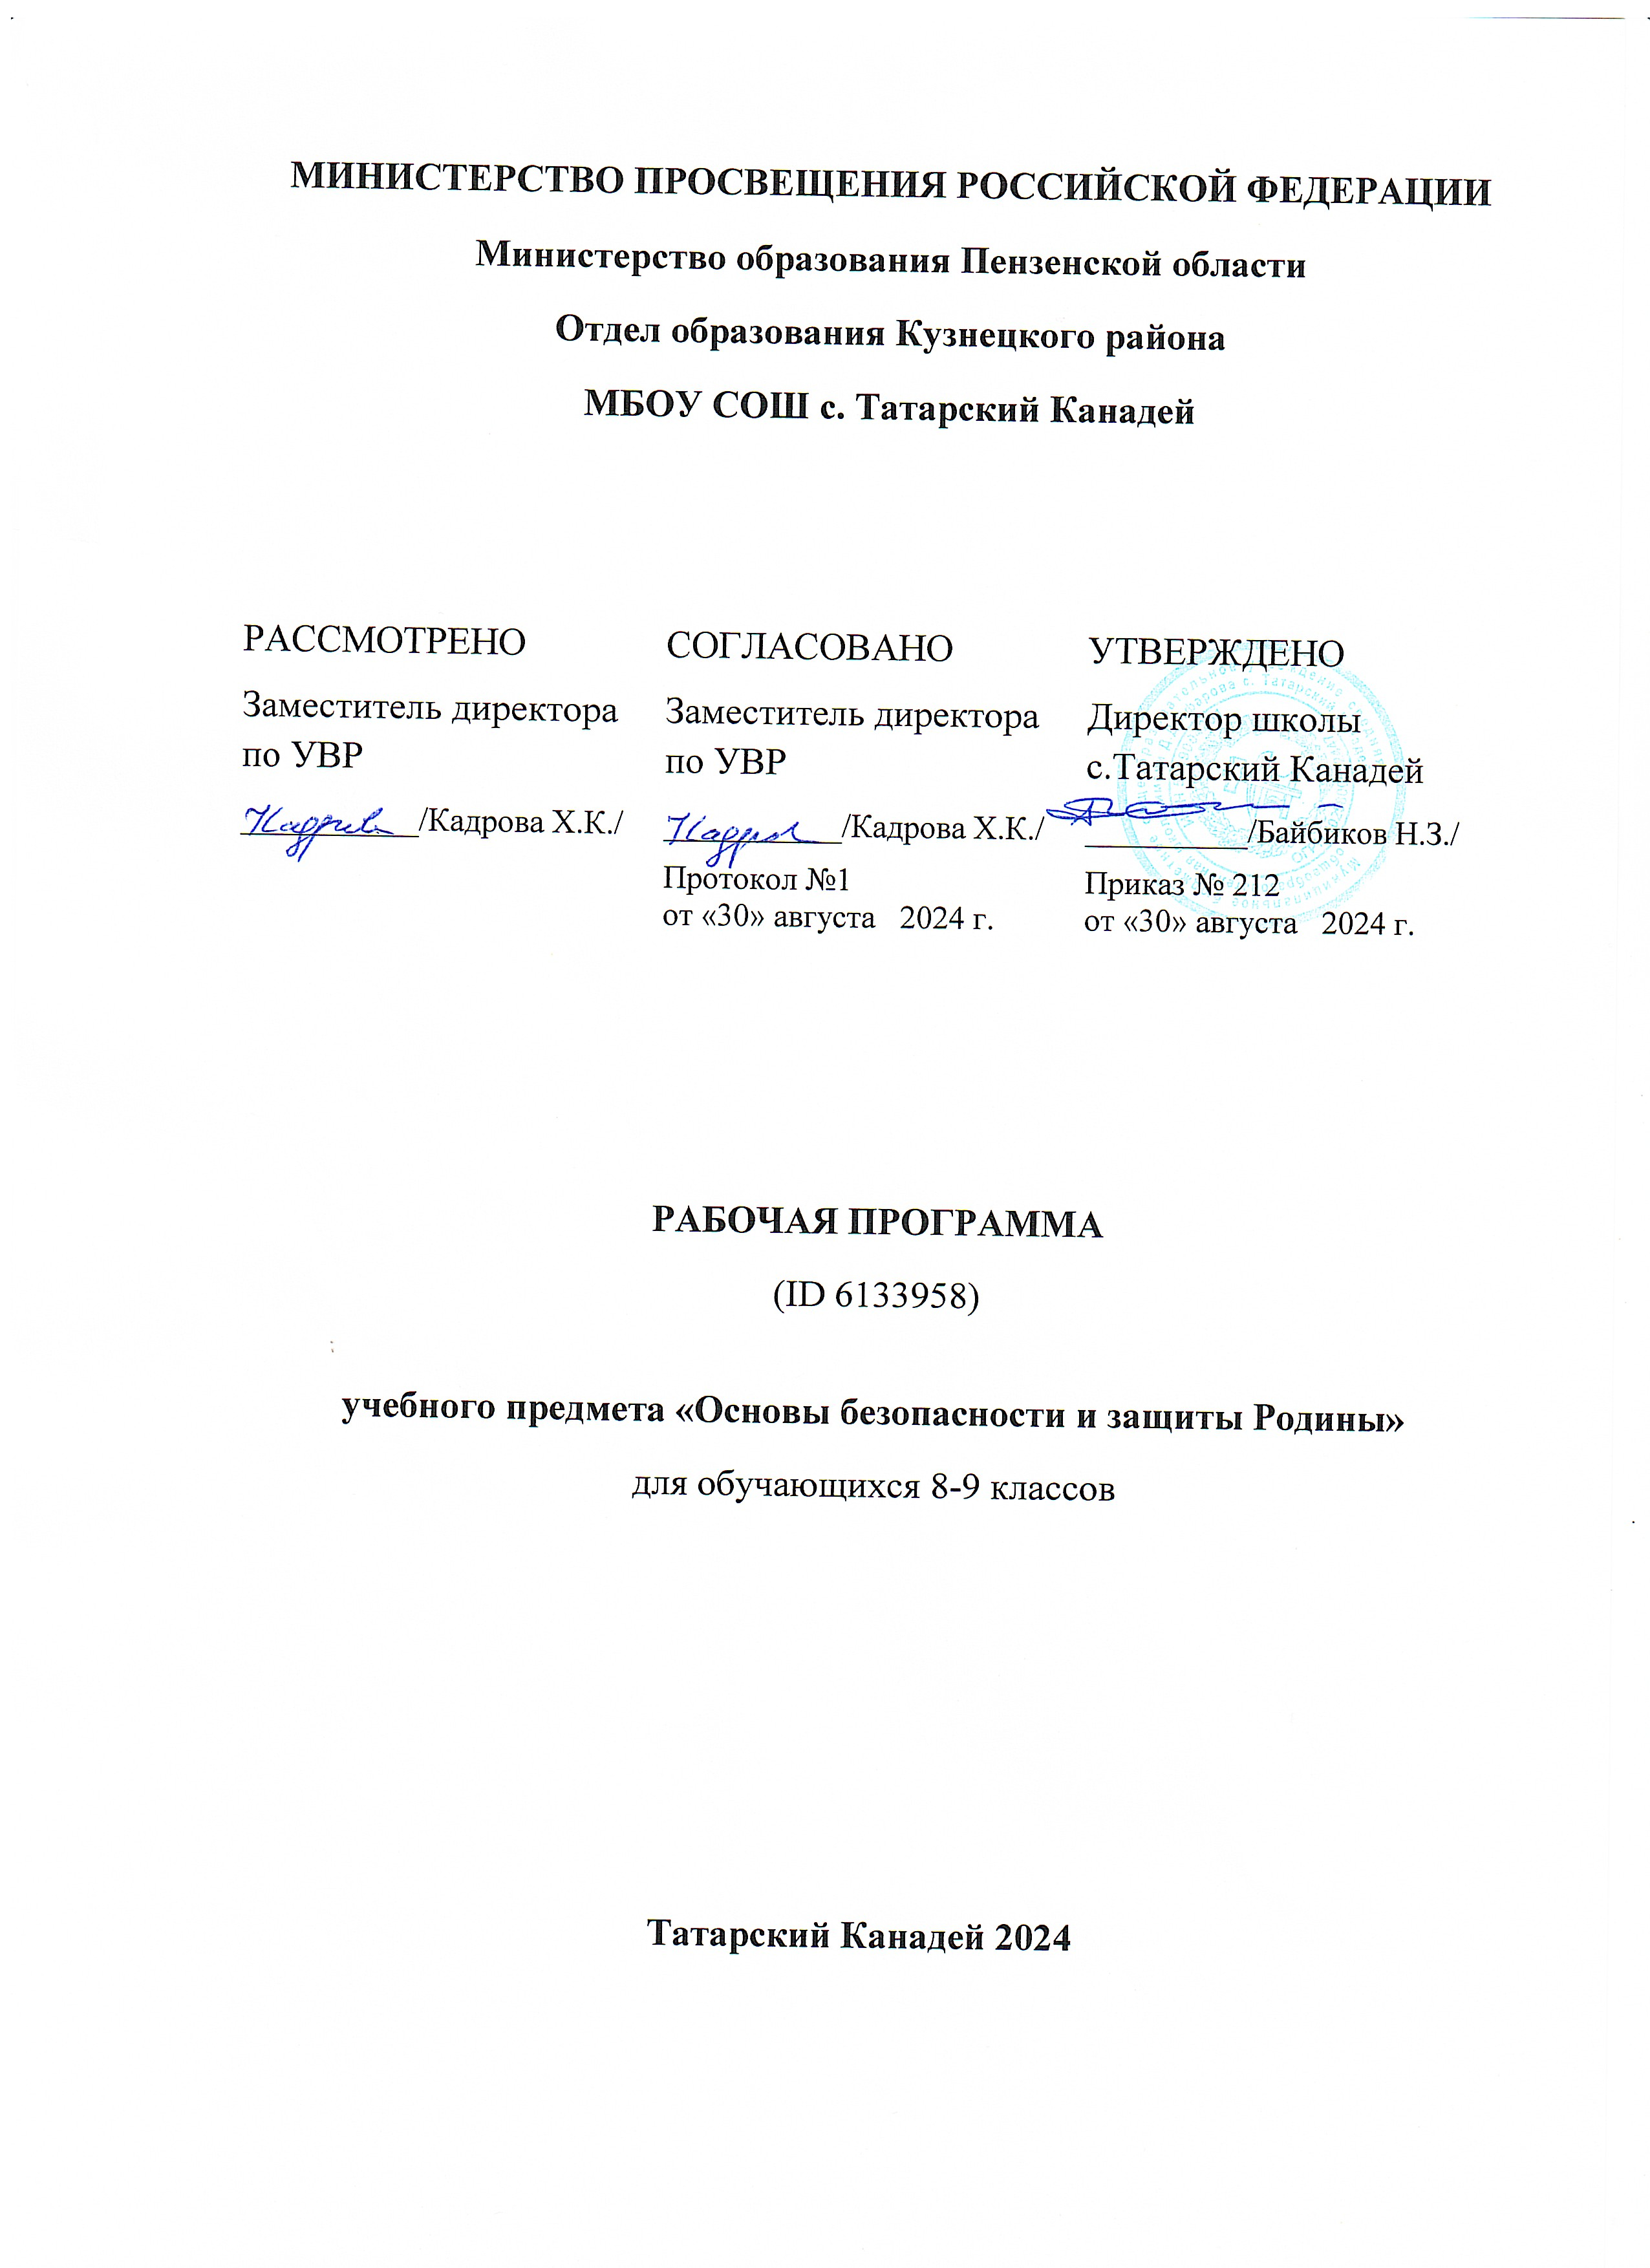 МИНИСТЕРСТВО ПРОСВЕЩЕНИЯ РОССИЙСКОЙ ФЕДЕРАЦИИ
Министерство образования Пензенской области
Отдел образования Кузнецкого района
МБОУ СОШ с. Татарский Канадей
РАССМОТРЕНО
Заместитель директора
по УВР
/Кадрова Х.К./
СОГЛАСОВАНО
Заместитель директора
по УВР
/Кадрова Х.К./
Протокол №1
от «30» августа 2024 г.
УТВЕРЖДЕНО
Директор школы
с.Татарский Канадей
/Байбиков Н.З./
Приказ № 212
от «30» августа 2024 г.
РАБОЧАЯ ПРОГРАММА
(ID 6133958)
учебного предмета «Основы безопасности и защиты Родины»
для обучающихся 8-9 классов
Татарский Канадей 2024